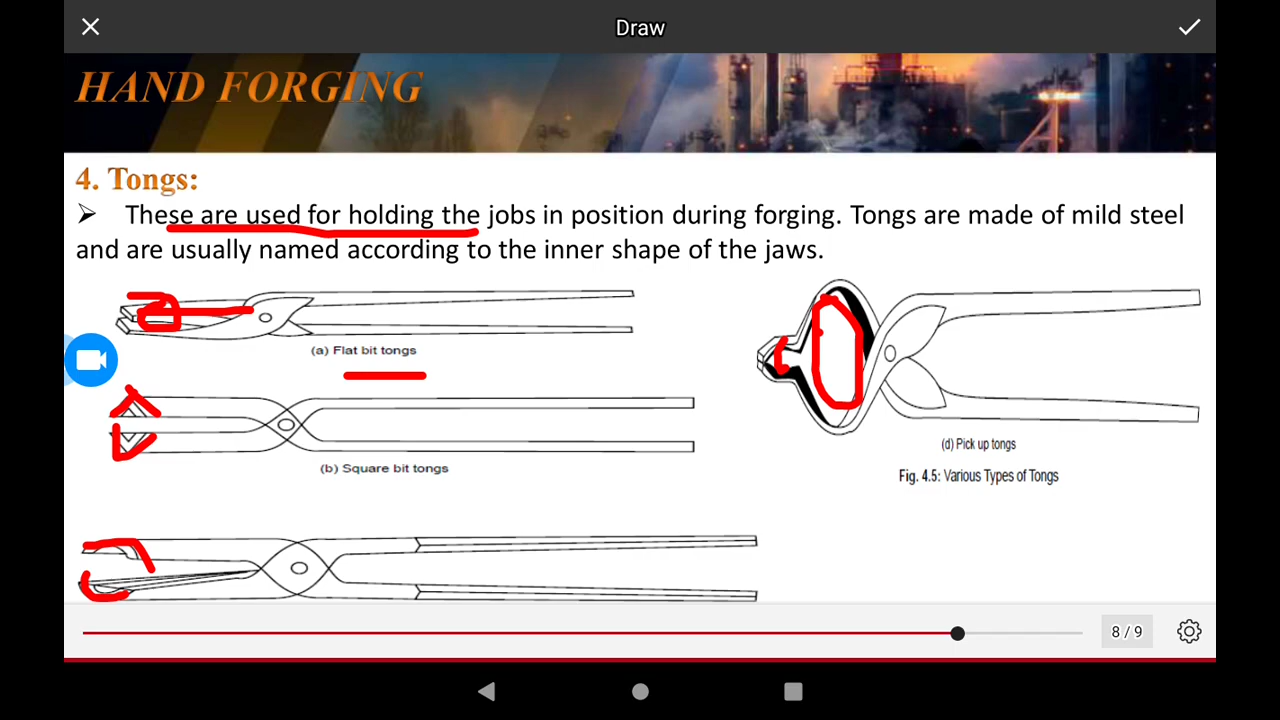 Draw
HAND FORGING
4. Tongs:
These are used for holding the jobs in position during forging. Tongs are made of mild steel
and are usually named according to the inner shape of the jaws.
(a) Flat bit tongs
(b) Square bit tongs
(d) Pick up tongs
Fig. 4.5: Various Types of Tongs
8 / 9